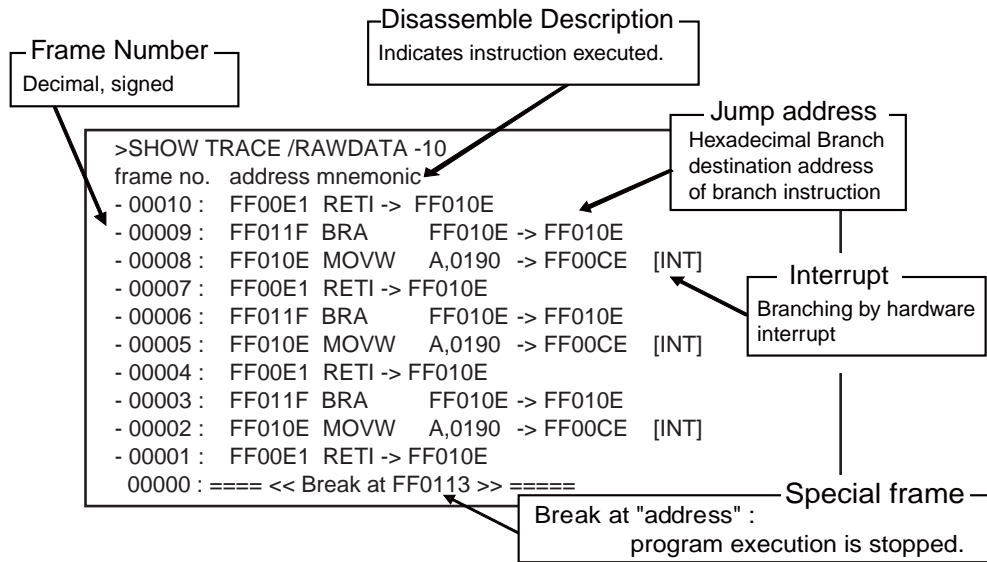 Disassemble Description
Indicates instruction executed.
Frame Number
Decimal, signed
Jump address
Hexadecimal Branch
destination address
of branch instruction
>SHOW TRACE /RAWDATA -10
frame no. address mnemonic
- 00010 : FF00E1 RETI -> FF010E
- 00009 : FF011F BRA FF010E -> FF010E
- 00008 : FF010E MOVW A,0190 -> FF00CE [INT]
- 00007 : FF00E1 RETI -> FF010E
- 00006 : FF011F BRA FF010E -> FF010E
- 00005 : FF010E MOVW A,0190 -> FF00CE [INT]
- 00004 : FF00E1 RETI -> FF010E
- 00003 : FF011F BRA FF010E -> FF010E
- 00002 : FF010E MOVW A,0190 -> FF00CE [INT]
- 00001 : FF00E1 RETI -> FF010E
00000 : ==== << Break at FF0113 >> =====
Interrupt
Branching by hardware
interrupt
Special frame
Break at "address" :
program execution is stopped.